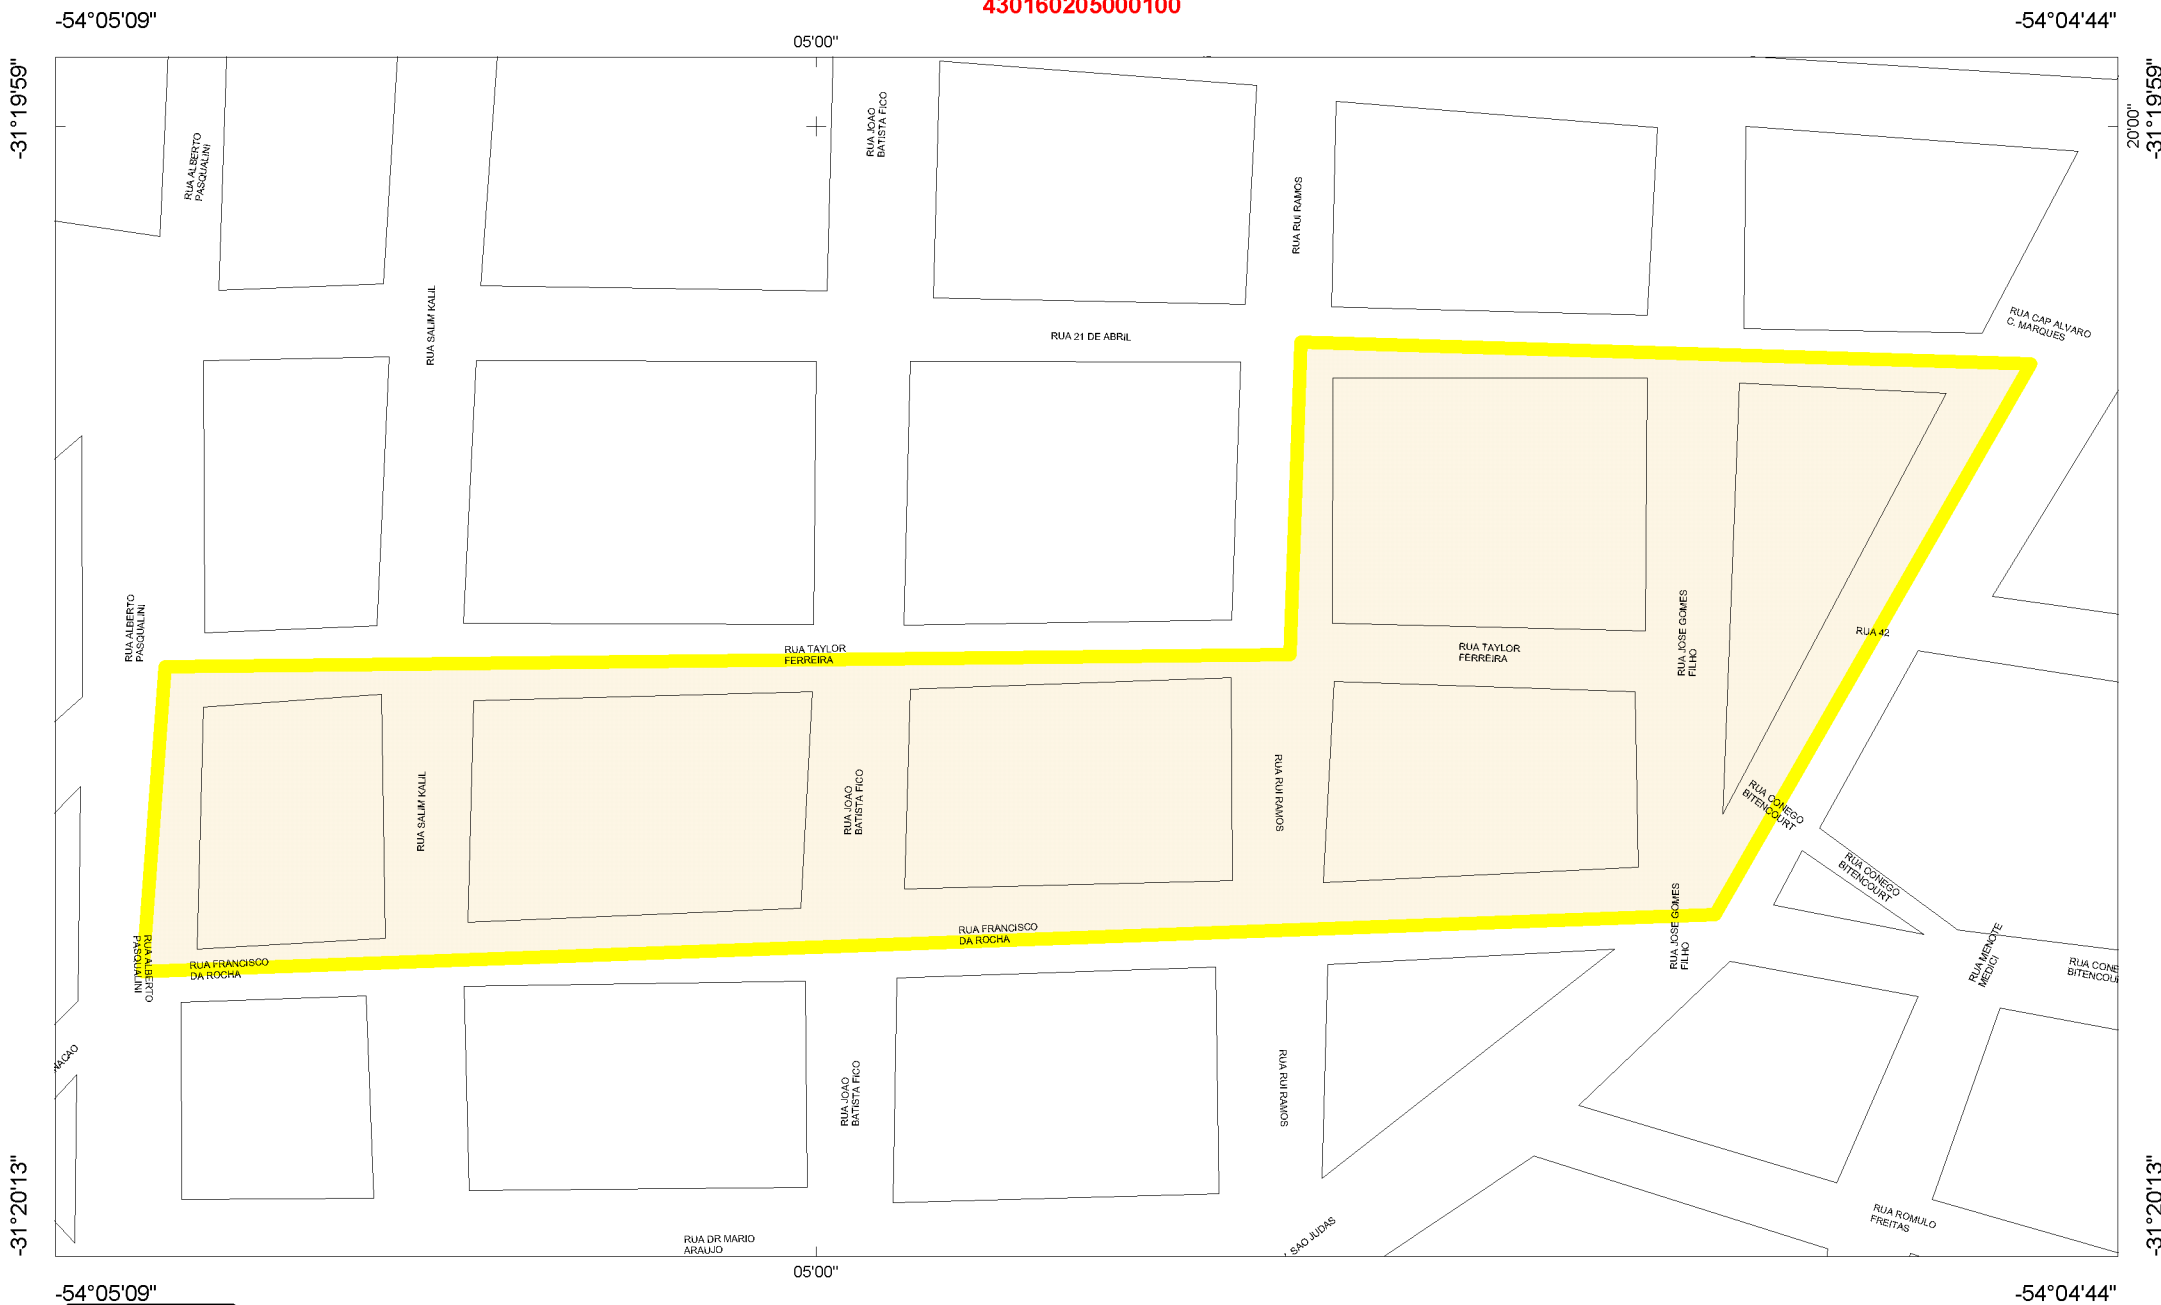 430160205000100
-54°05'09"
-54°04'44"
05'00"
-31°19'59"
20'00"
-31°19'59"
RUA ALBERTO
PASQUALINI
RUA JOAO
BATISTA FICO
RUA RUI RAMOS
RUA SALIM KALIL
RUA 21 DE ABRIL
RUA CAP ALVARO
C. MARQUES
RUA ALBERTO
PASQUALINI
RUA TAYLOR
FERREIRA
RUA TAYLOR
FERREIRA
RUA JOSE GOMES
FILHO
RUA 42
RUA SALIM KALIL
RUA JOAO
BATISTA FICO
RUA RUI RAMOS
RUA CONEGO
BITENCOURT
RUA CONEGO
BITENCOURT
RUA ALBERTO
PASQUALINI
RUA FRANCISCO
DA ROCHA
RUA FRANCISCO
DA ROCHA
RUA JOSE GOMES
FILHO
RUA MENOTE
MEDICI
RUA CONE
BITENCOU
NACAO
RUA JOAO
BATISTA FICO
RUA RUI RAMOS
RUA ROMULO
FREITAS
RUA DR MARIO
ARAUJO
SAO JUDAS
-31°20'13"
-31°20'13"
05'00"
-54°05'09"
-54°04'44"